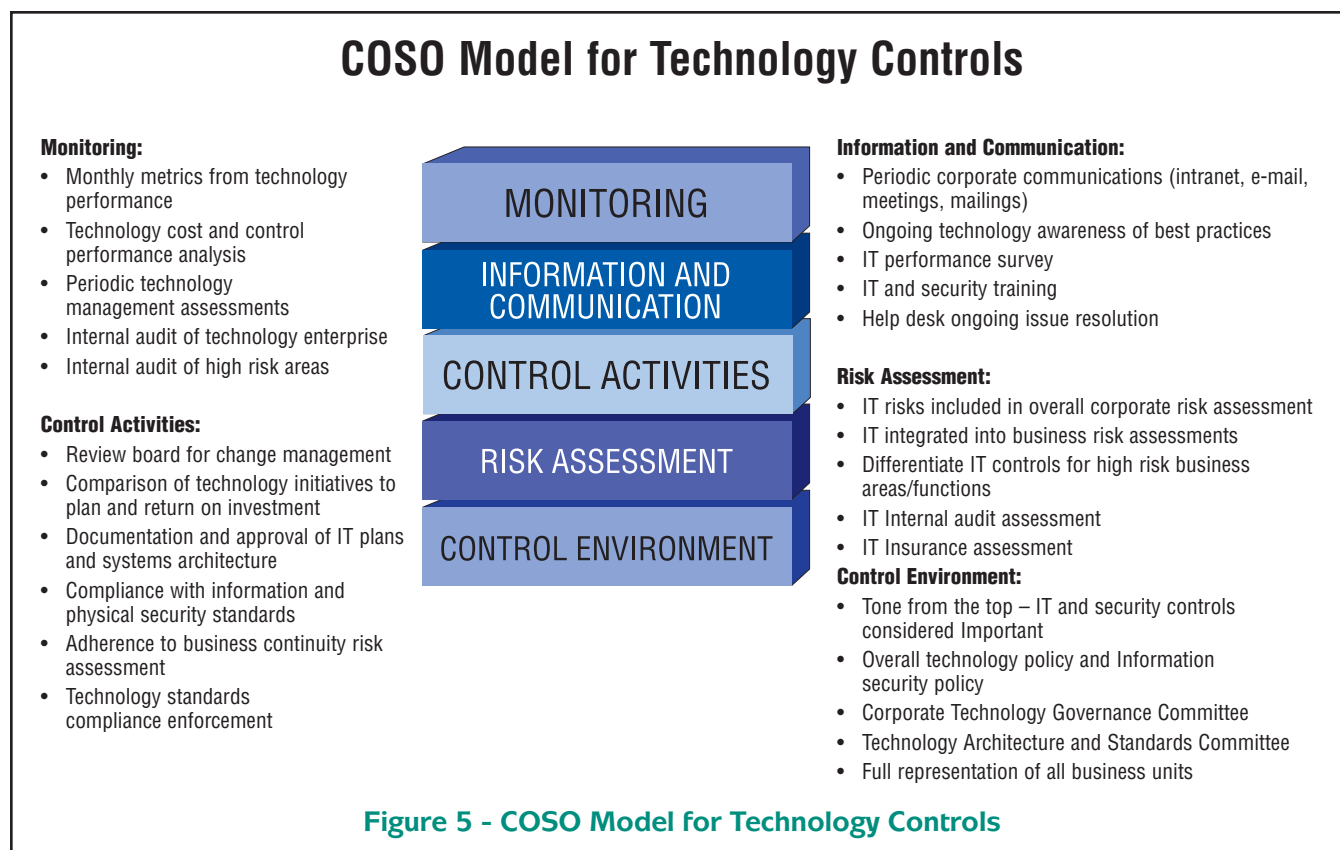 COSO Model for Technology Controls
Monitoring:
• Monthly metrics from technology
performance
• Technology cost and control
performance analysis
• Periodic technology
management assessments
• Internal audit of technology enterprise
• Internal audit of high risk areas
Control Activities:
• Review board for change management
• Comparison of technology initiatives to
plan and return on investment
• Documentation and approval of IT plans
and systems architecture
• Compliance with information and
physical security standards
• Adherence to business continuity risk
assessment
• Technology standards
compliance enforcement
MONITORING
INFORMATION AND
COMMUNICATION
CONTROL ACTIVITIES
RISK ASSESSMENT
CONTROL ENVIRONMENT
Information and Communication:
• Periodic corporate communications (intranet, e-mail,
meetings, mailings)
• Ongoing technology awareness of best practices
• IT performance survey
• IT and security training
• Help desk ongoing issue resolution
Risk Assessment:
• IT risks included in overall corporate risk assessment
• IT integrated into business risk assessments
• Differentiate IT controls for high risk business
areas/functions
• IT Internal audit assessment
• IT Insurance assessment
Control Environment:
• Tone from the top – IT and security controls
considered Important
• Overall technology policy and Information
security policy
• Corporate Technology Governance Committee
• Technology Architecture and Standards Committee
• Full representation of all business units
Figure 5 - COSO Model for Technology Controls